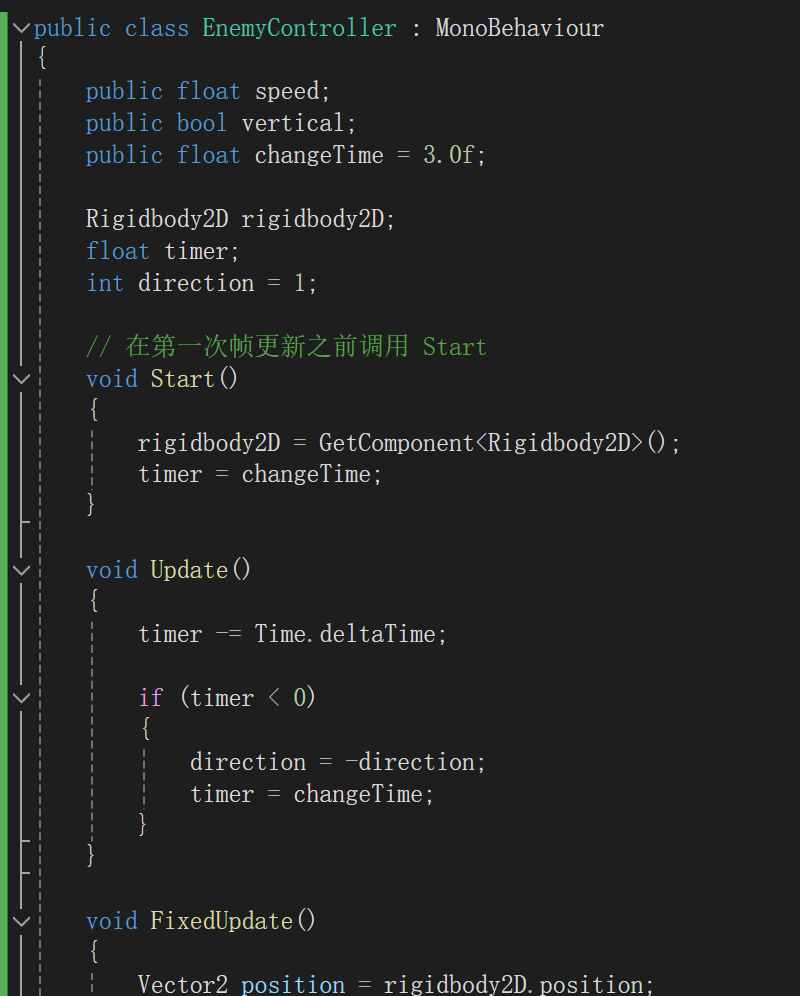 public class EnemyController : MonoBehaviour
{
    public float speed;
    public bool vertical;
    public float changeTime = 3.0f;

    Rigidbody2D rigidbody2D;
    float timer;
    int direction = 1;

    // 在第一次帧更新之前调用 Start
    void Start()
    {
        rigidbody2D = GetComponent<Rigidbody2D>();
        timer = changeTime;
    }

    void Update()
    {
        timer -= Time.deltaTime;

        if (timer < 0)
        {
            direction = -direction;
            timer = changeTime;
        }
    }

    void FixedUpdate()
    {
        Vector2 position = rigidbody2D.position;